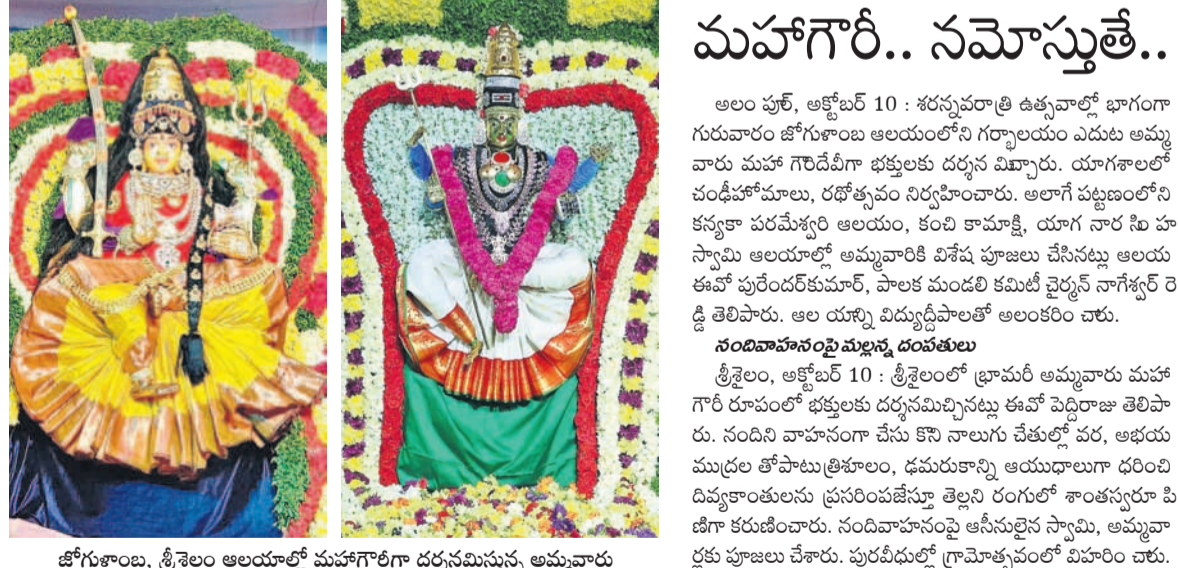 మహాగౌరీ.. నమోస్తుతే..
అలం పూర్, అక్టోబర్ 10 : శరన్నవరాత్రి ఉత్సవాల్లో భాగంగా
గురువారం జోగుళాంబ ఆలయంలోని గర్భాలయం ఎదుట అమ్మ
వారు మహా గౌరిదేవీగా భక్తులకు దర్శన మిచ్చారు. యాగశాలలో
చండీహోమాలు, రథోత్సవం నిర్వహించారు. అలాగే పట్టణంలోని
కన్యకా పరమేశ్వరి ఆలయం, కంచి కామాక్షి, యాగ నార సిం హ
స్వామి ఆలయాల్లో అమ్మవారికి విశేష పూజలు చేసినట్లు ఆలయ
ఈవో పురేందర్‌కుమార్, పాలక మండలి కమిటీ చైర్మన్ నాగేశ్వర్ రె
డ్డి తెలిపారు. ఆల యాన్ని విద్యుద్దీపాలతో అలంకరిం చారు.
నందివాహనంపై మల్లన్న దంపతులు
శ్రీశైలం, అక్టోబర్ 10 : శ్రీశైలంలో భ్రామరీ అమ్మవారు మహా
గౌరీ రూపంలో భక్తులకు దర్శనమిచ్చినట్లు ఈవో పెద్దిరాజు తెలిపా
రు. నందిని వాహనంగా చేసు కొని నాలుగు చేతుల్లో వర, అభయ
ముద్రల తోపాటుత్రిశూలం, ఢమరుకాన్ని ఆయుధాలుగా ధరించి
దివ్యకాంతులను ప్రసరింపజేస్తూ తెల్లని రంగులో శాంతస్వరూ పి
ణిగా కరుణించారు. నందివాహనంపై ఆసీనులైన స్వామి, అమ్మవా
ర్లకు పూజలు చేశారు. పురవీధుల్లో గ్రామోత్సవంలో విహరిం చారు.
జోగుళాంబ, శ్రీశైలం ఆలయాల్లో మహాగౌరీగా దర్శనమిస్తున్న అమ్మవారు